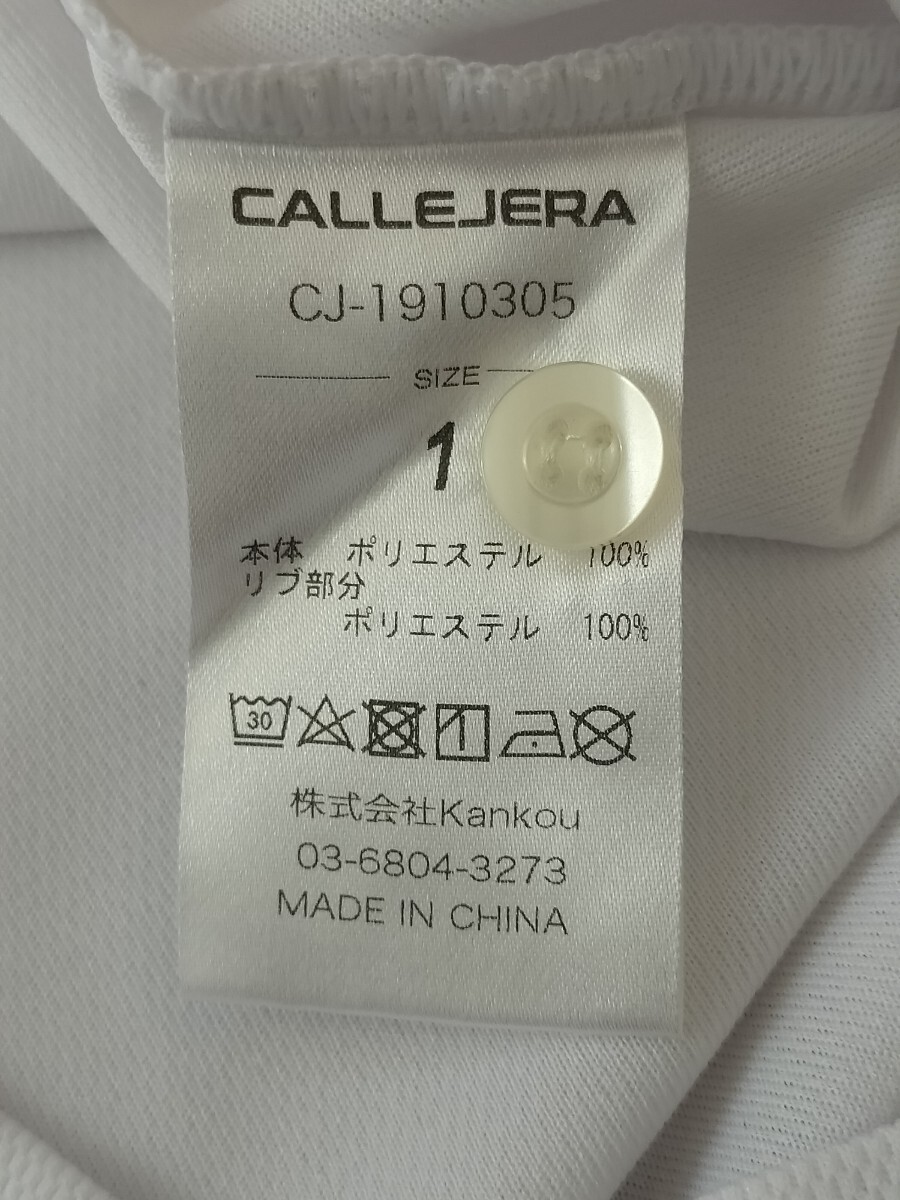 CALLEJERA
CJ-1910305
SIZE
1
本体 ポリエステル 100%
リブ部分
ポリエステル 100%
30
株式会社Kankou
03-6804-3273
MADE IN CHINA